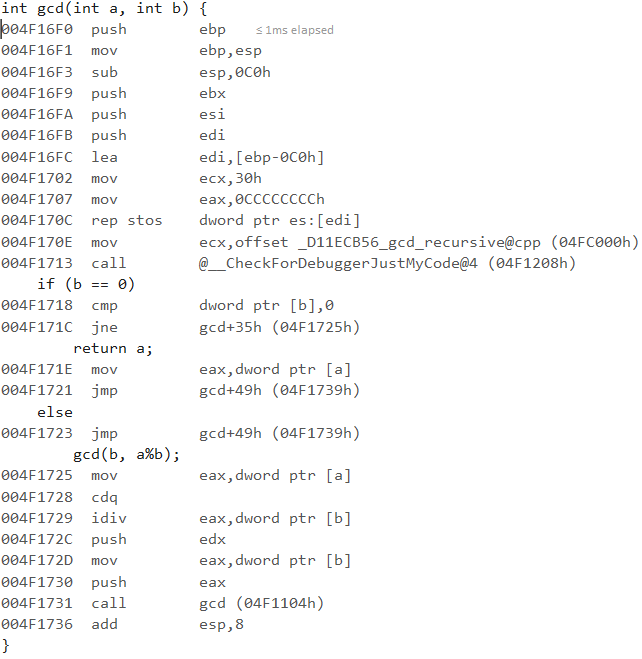 int gcd(int a, int b) {
004F16F0 push ebp ≤ 1ms elapsed
004F16F1 mov ebp,esp
004F16F3 sub esp,0C0h
004F16F9 push ebx
004F16FA push esi
004F16FB push edi
004F16FC lea edi,[ebp-0C0h]
004F1702 mov ecx,30h
004F1707 mov eax,0CCCCCCCCh
004F170C rep stos dword ptr es:[edi]
004F170E mov ecx,offset _D11ECB56_gcd_recursive@cpp (04FC000h)
004F1713 call @__CheckForDebuggerJustMyCode@4 (04F1208h)
if (b == 0)
004F1718 cmp dword ptr [b],0
004F171C jne gcd+35h (04F1725h)
return a;
004F171E mov eax,dword ptr [a]
004F1721 jmp gcd+49h (04F1739h)
else
004F1723 jmp gcd+49h (04F1739h)
gcd(b, a%b);
004F1725 mov eax,dword ptr [a]
004F1728 cdq
004F1729 idiv eax,dword ptr [b]
004F172C push edx
004F172D mov eax,dword ptr [b]
004F1730 push eax
004F1731 call gcd (04F1104h)
004F1736 add esp,8
}